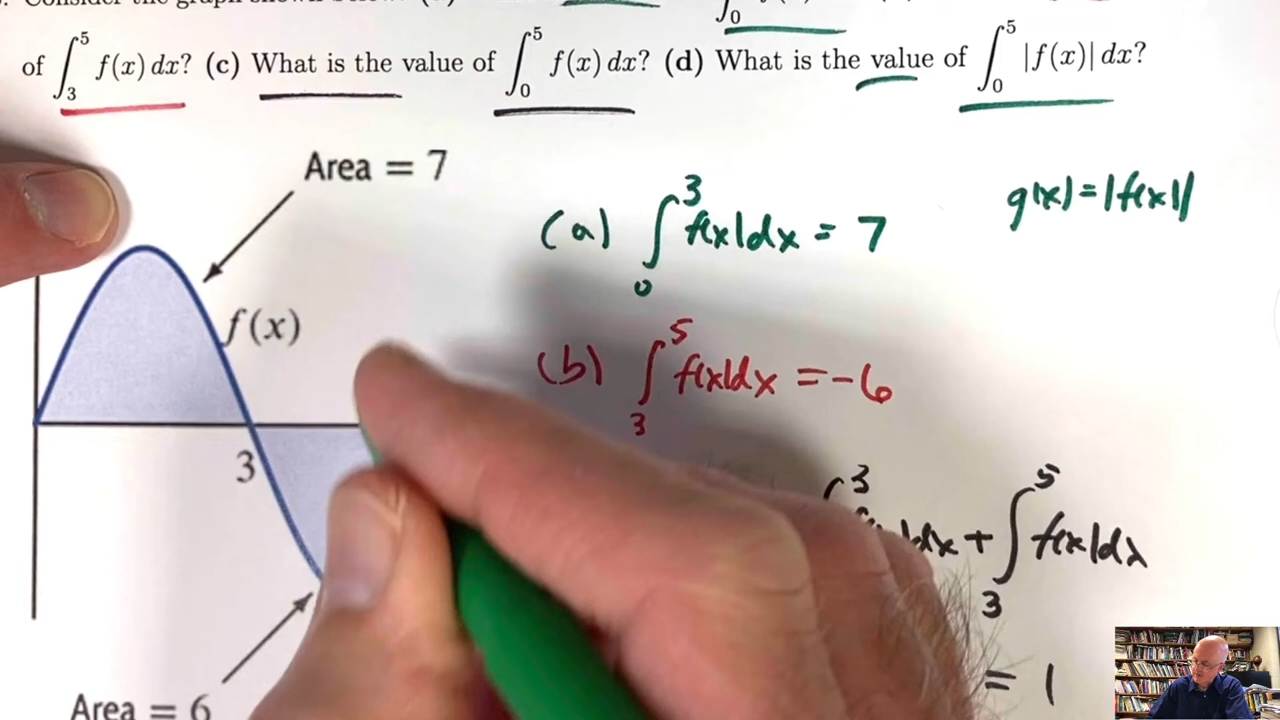 of ∫₃⁵ f(x) dx? (c) What is the value of ∫₀⁵ f(x) dx? (d) What is the value of ∫₀⁵ |f(x)| dx?
Area = 7
g(x) = |f(x)|
(a) ∫₀³ f(x)dx = 7
f(x)
(b) ∫₃⁵ f(x)dx = -6
3
dx + ∫₃⁵ f(x)dx
= 1
Area = 6